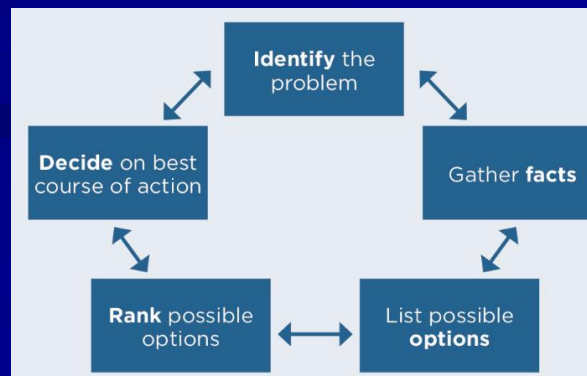 Identify the
problem
Gather facts
List possible
options
Rank possible
options
Decide on best
course of action